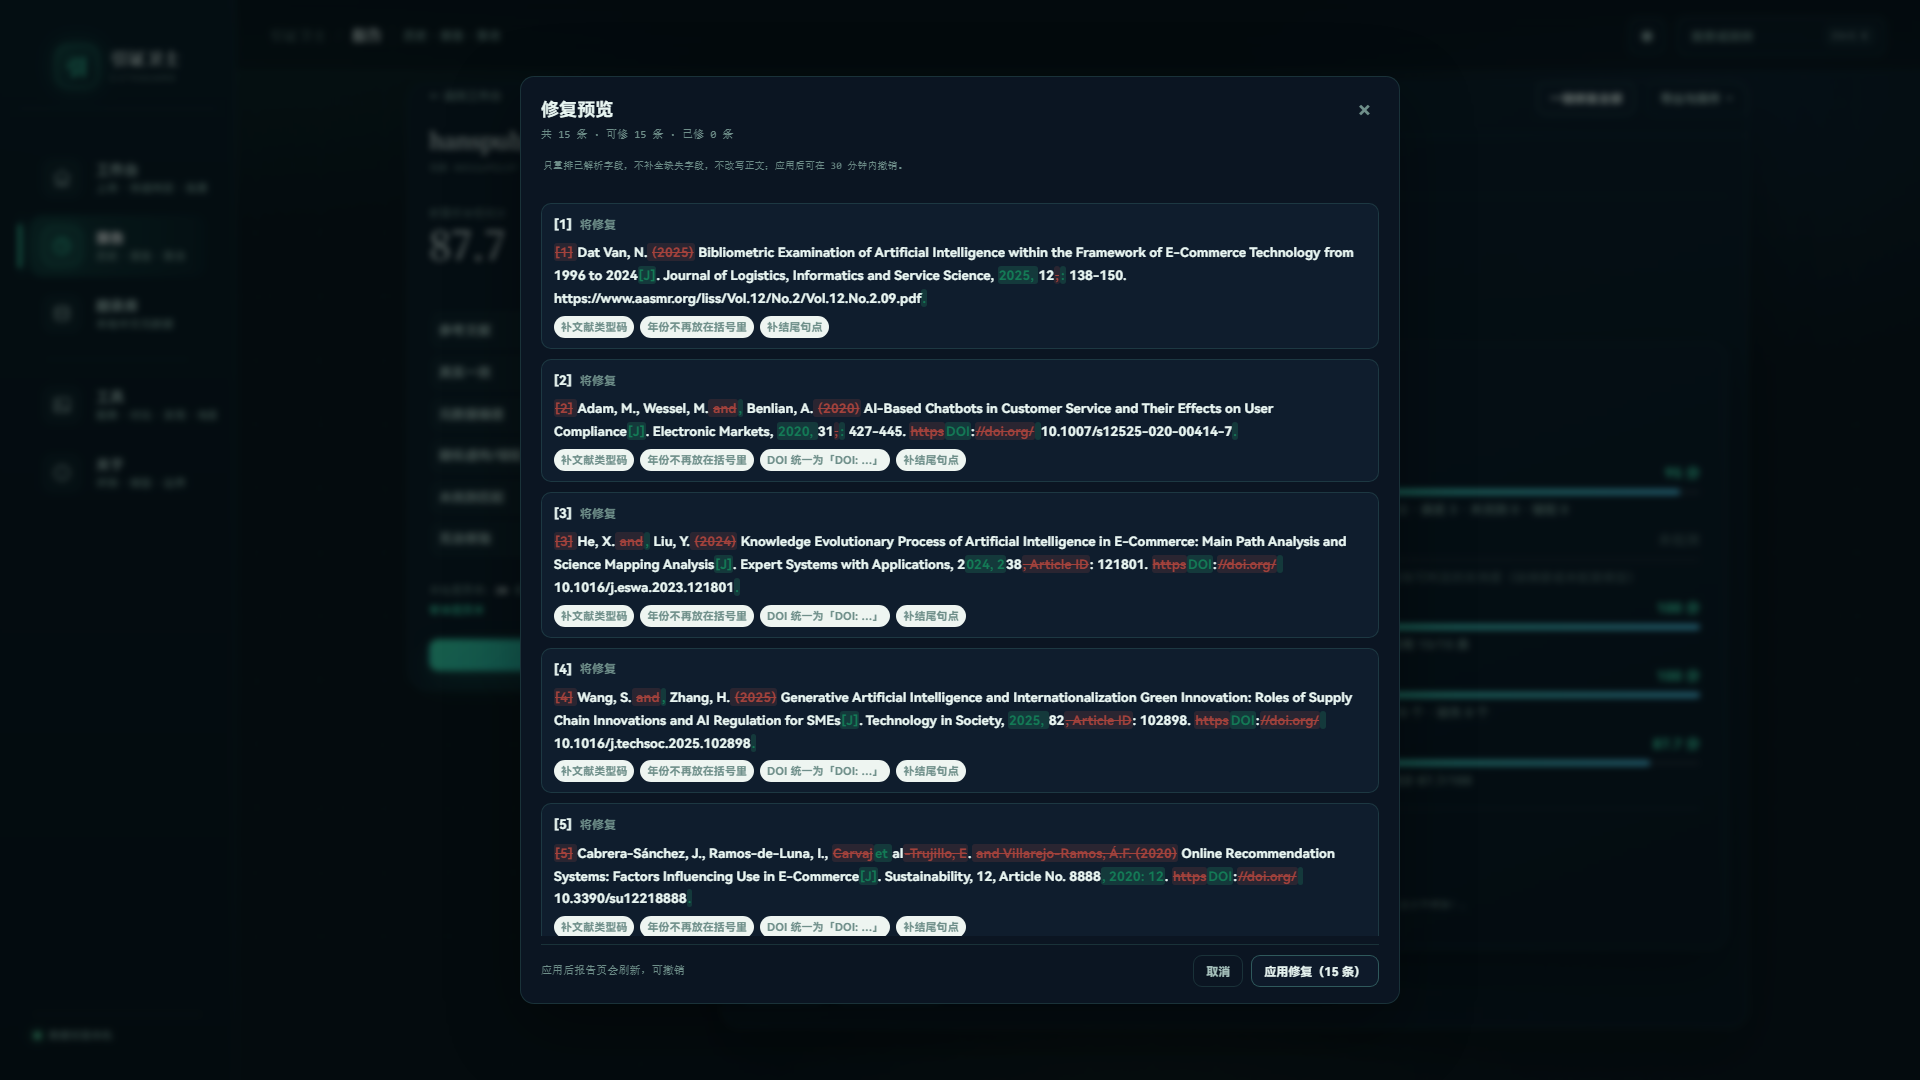 修复预览
共 15 条 · 可修 15 条 · 已修 0 条
只重排已解析字段，不补全缺失字段，不改写正文；应用后可在 30 分钟内撤销。
[1] 将修复
[1] Dat Van, N. (2025) Bibliometric Examination of Artificial Intelligence within the Framework of E-Commerce Technology from
1996 to 2024[J]. Journal of Logistics, Informatics and Service Science, 2025, 12,: 138-150.
https://www.aasmr.org/liss/Vol.12/No.2/Vol.12.No.2.09.pdf.
补文献类型码 年份不再放在括号里 补结尾句点
[2] 将修复
[2] Adam, M., Wessel, M. and, Benlian, A. (2020) AI-Based Chatbots in Customer Service and Their Effects on User
Compliance[J]. Electronic Markets, 2020, 31,: 427-445. httpsDOI://doi.org/ 10.1007/s12525-020-00414-7.
补文献类型码 年份不再放在括号里 DOI 统一为「DOI: …」 补结尾句点
[3] 将修复
[3] He, X. and, Liu, Y. (2024) Knowledge Evolutionary Process of Artificial Intelligence in E-Commerce: Main Path Analysis and
Science Mapping Analysis[J]. Expert Systems with Applications, 2024, 238, Article ID: 121801. httpsDOI://doi.org/
10.1016/j.eswa.2023.121801.
补文献类型码 年份不再放在括号里 DOI 统一为「DOI: …」 补结尾句点
[4] 将修复
[4] Wang, S. and, Zhang, H. (2025) Generative Artificial Intelligence and Internationalization Green Innovation: Roles of Supply
Chain Innovations and AI Regulation for SMEs[J]. Technology in Society, 2025, 82, Article ID: 102898. httpsDOI://doi.org/
10.1016/j.techsoc.2025.102898.
补文献类型码 年份不再放在括号里 DOI 统一为「DOI: …」 补结尾句点
[5] 将修复
[5] Cabrera-Sánchez, J., Ramos-de-Luna, I., Carvajet al-Trujillo, E. and Villarejo-Ramos, Á.F. (2020) Online Recommendation
Systems: Factors Influencing Use in E-Commerce[J]. Sustainability, 12, Article No. 8888, 2020: 12. httpsDOI://doi.org/
10.3390/su12218888.
补文献类型码 年份不再放在括号里 DOI 统一为「DOI: …」 补结尾句点
应用后报告页会刷新，可撤销
取消 应用修复（15 条）
87.7